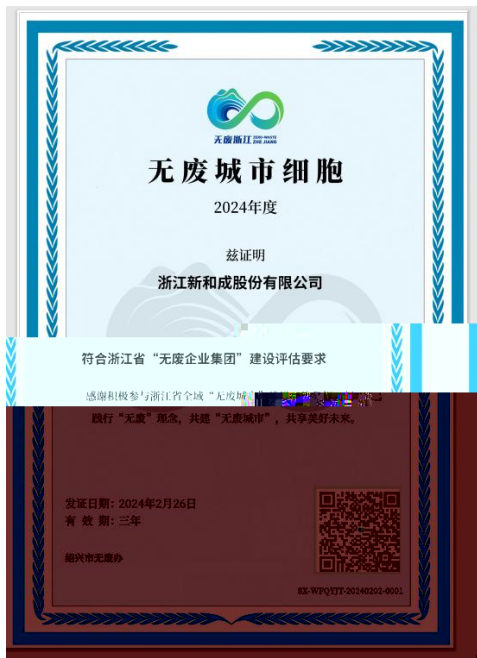 无废浙江 ZERO-WASTE ZHE JIANG
无废城市细胞
2024年度
兹证明
浙江新和成股份有限公司
符合浙江省“无废企业集团”建设评估要求
感谢积极参与浙江省全域“无废城
践行“无废”理念，共建“无废城市”，共享美好未来。
发证日期：2024年2月26日
有 效 期：三年
绍兴市无废办
SX-WFQYJT-20240202-0001